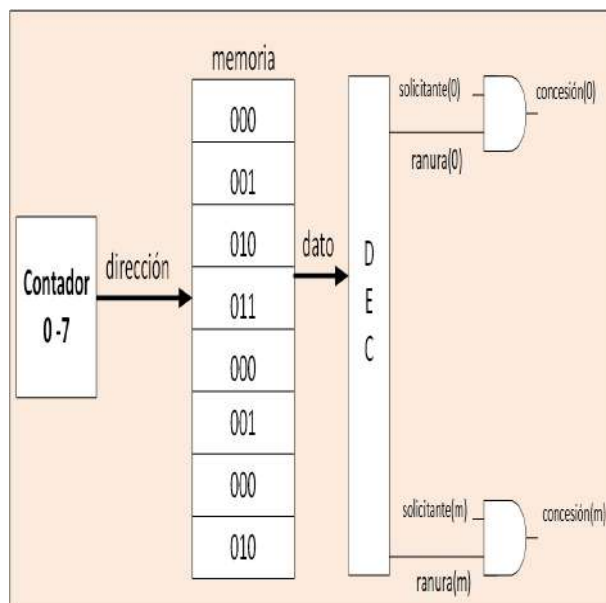 memoria
000
001
010
011
000
001
000
010
Contador
0 -7
dirección
dato
D
E
C
solicitante(0)
concesión(0)
ranura(0)
solicitante(m)
concesión(m)
ranura(m)